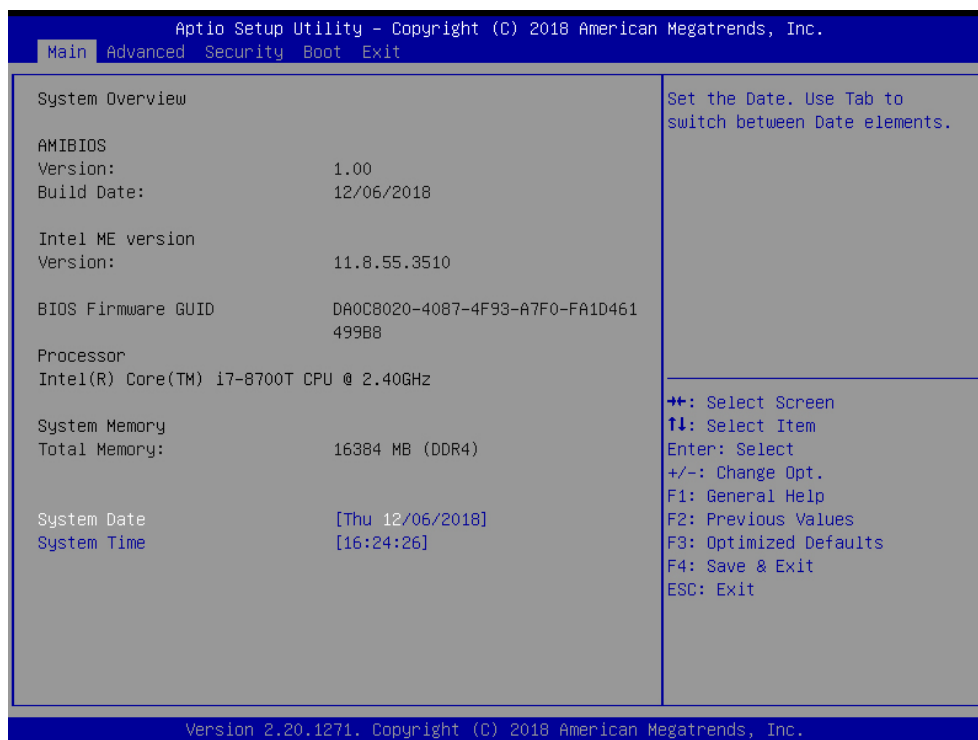 Aptio Setup Utility – Copyright (C) 2018 American Megatrends, Inc.
Main Advanced Security Boot Exit
System Overview
AMIBIOS
Version: 1.00
Build Date: 12/06/2018
Intel ME version
Version: 11.8.55.3510
BIOS Firmware GUID DA0C8020-4087-4F93-A7F0-FA1D461
499B8
Processor
Intel(R) Core(TM) i7-8700T CPU @ 2.40GHz
System Memory
Total Memory: 16384 MB (DDR4)
System Date [Thu 12/06/2018]
System Time [16:24:26]
Set the Date. Use Tab to
switch between Date elements.
→←: Select Screen
↑↓: Select Item
Enter: Select
+/-: Change Opt.
F1: General Help
F2: Previous Values
F3: Optimized Defaults
F4: Save & Exit
ESC: Exit
Version 2.20.1271. Copyright (C) 2018 American Megatrends, Inc.